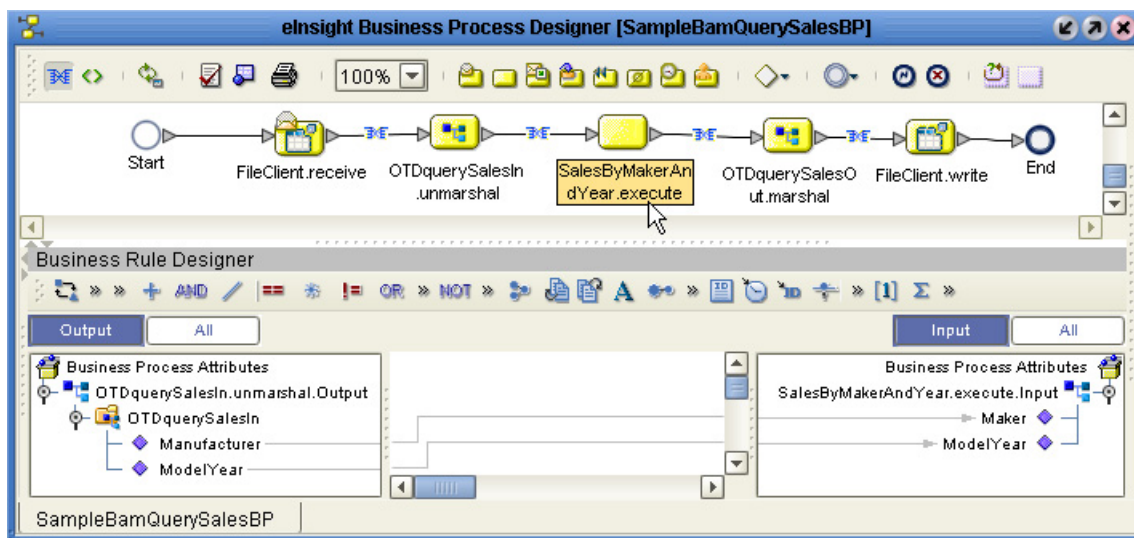 eInsight Business Process Designer [SampleBamQuerySalesBP]
100%
Start
FileClient.receive
OTDquerySalesIn
.unmarshal
SalesByMakerAn
dYear.execute
OTDquerySalesO
ut.marshal
FileClient.write
End
Business Rule Designer
» » AND == != OR » NOT » A » ID ID » [1] Σ »
Output All Input All
Business Process Attributes
OTDquerySalesIn.unmarshal.Output
OTDquerySalesIn
Manufacturer
ModelYear
Business Process Attributes
SalesByMakerAndYear.execute.Input
Maker
ModelYear
SampleBamQuerySalesBP